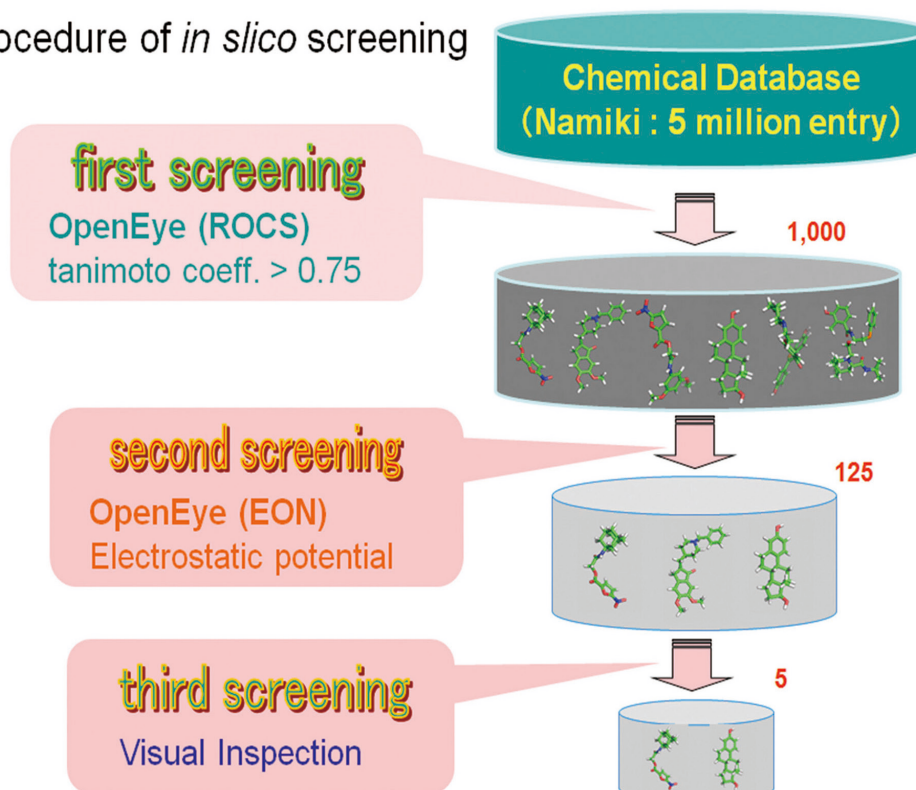 ocedure of in slico screening
Chemical Database
(Namiki : 5 million entry)
first screening
OpenEye (ROCS)
tanimoto coeff. > 0.75
1,000
second screening
OpenEye (EON)
Electrostatic potential
125
third screening
Visual Inspection
5